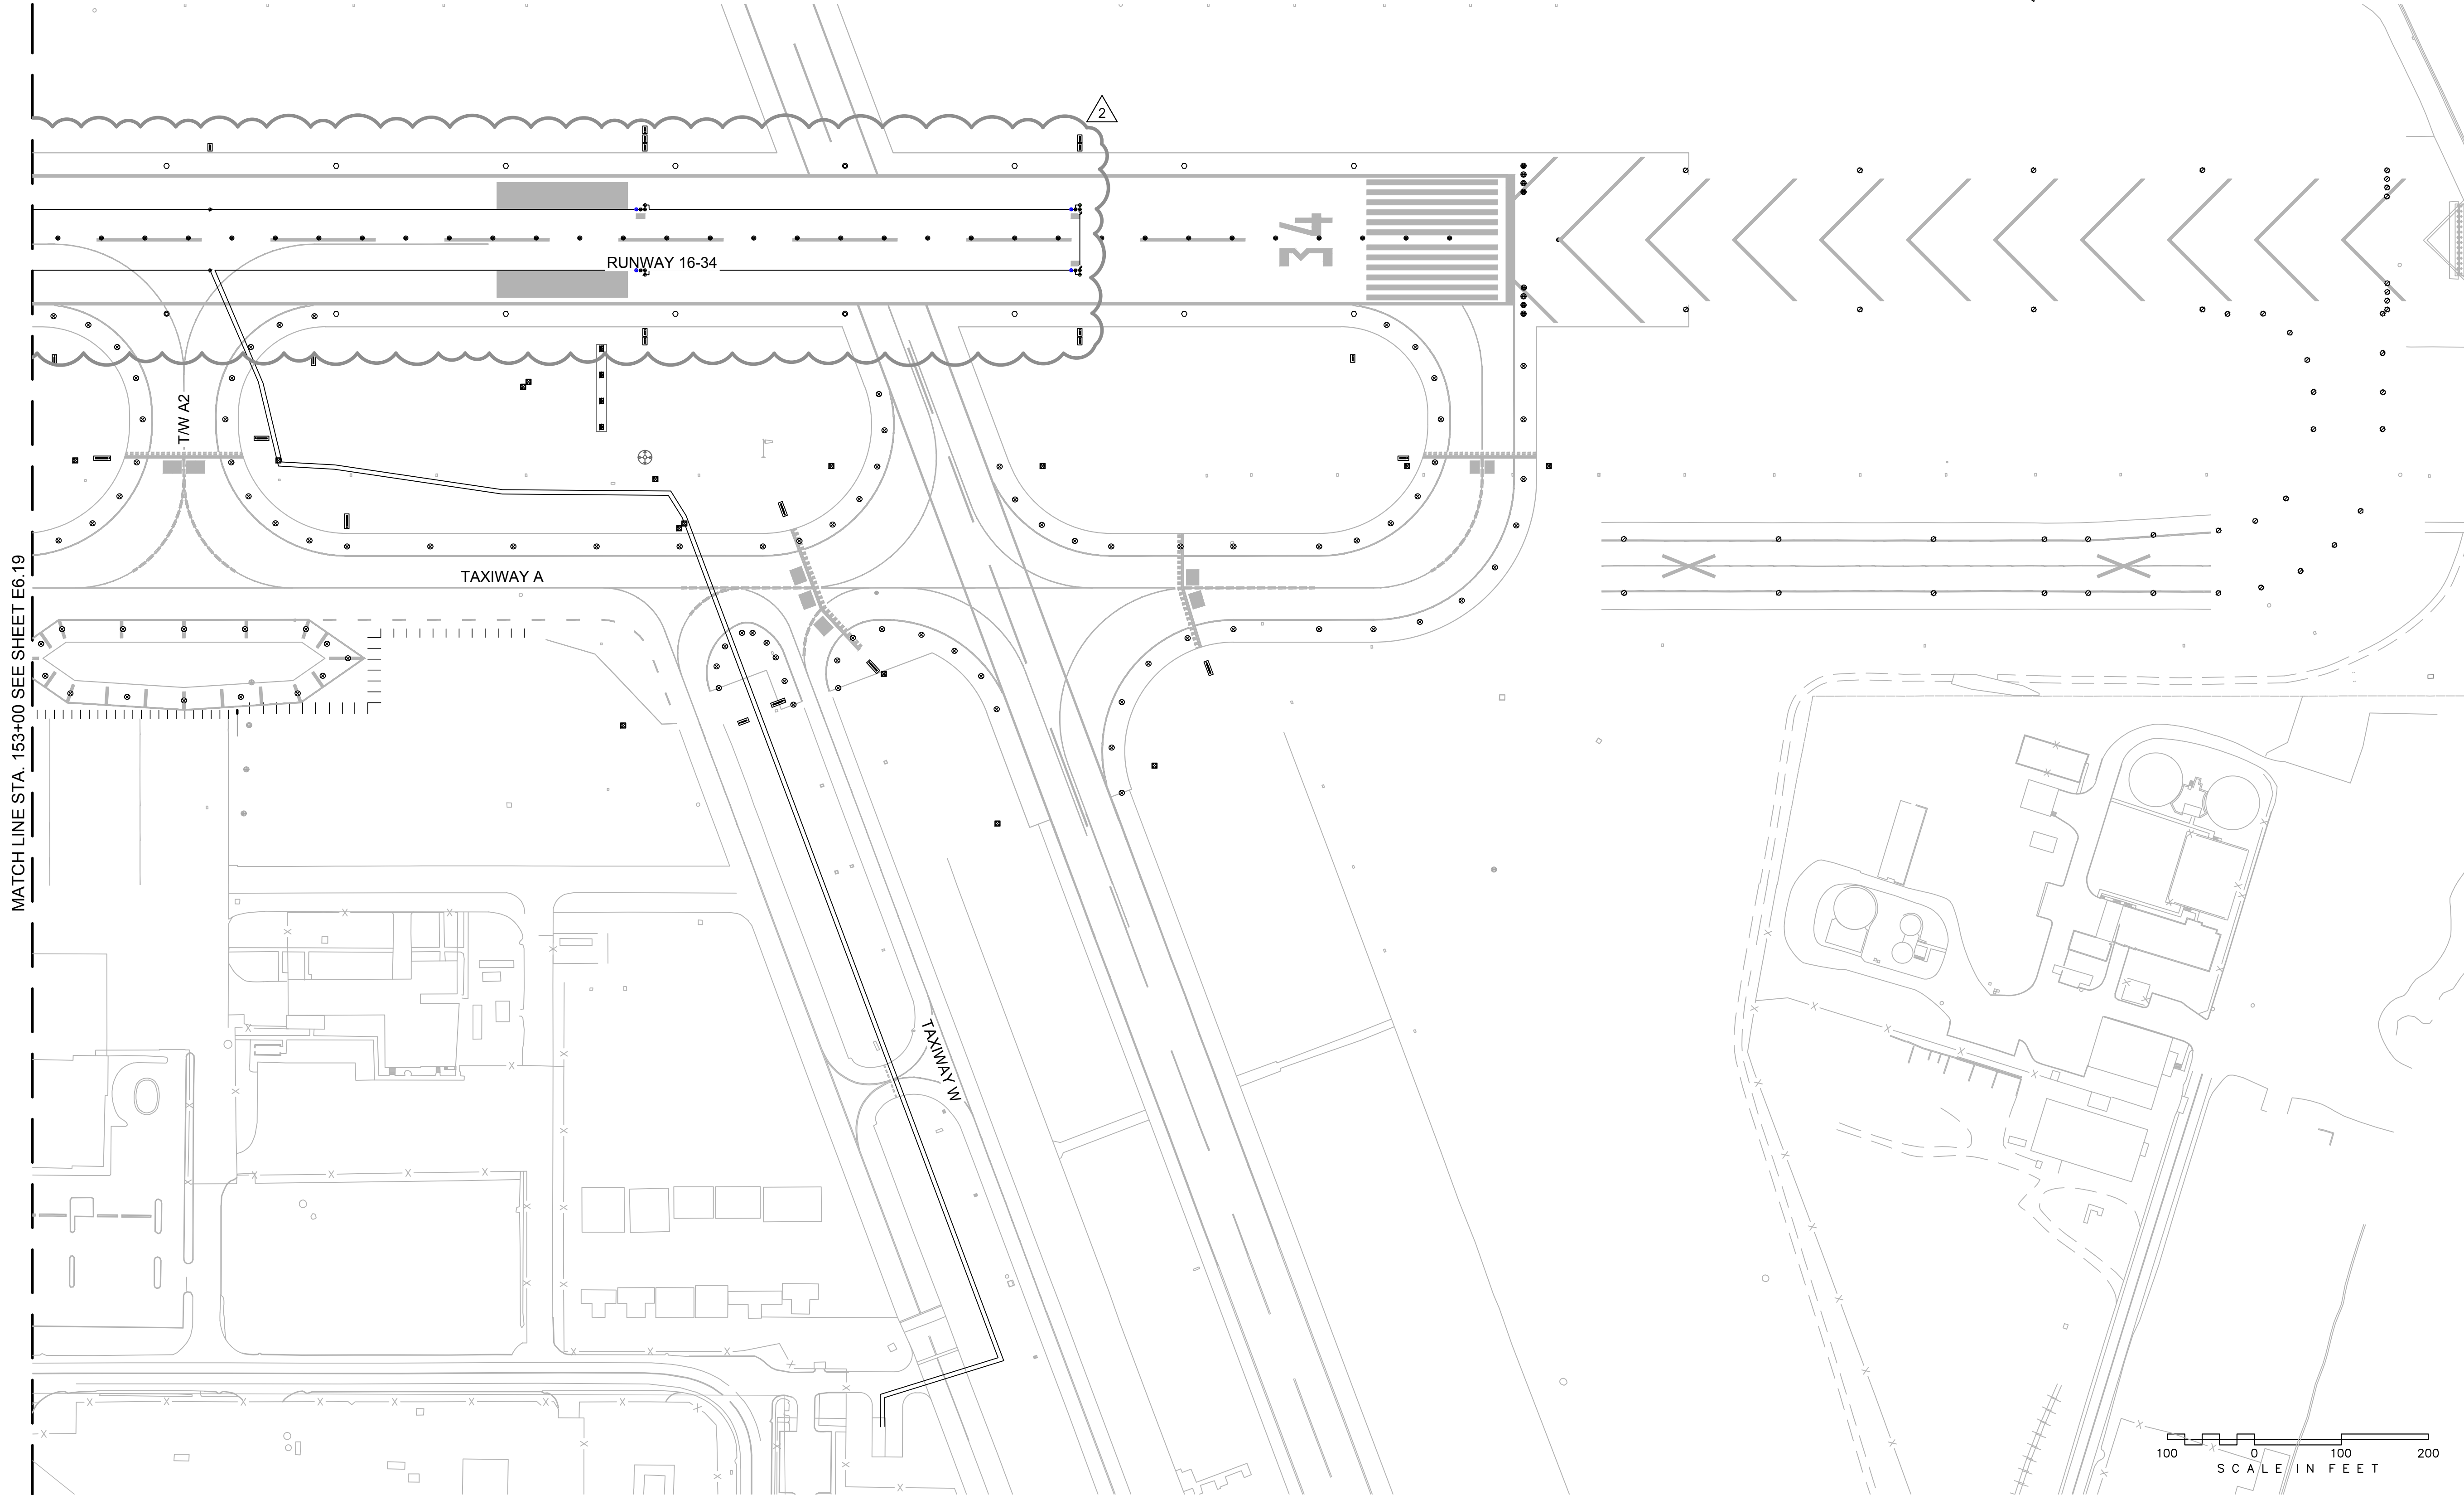 2
34
RUNWAY 16-34
T/W A2
TAXIWAY A
MATCH LINE STA. 153+00 SEE SHEET E6.19
TAXIWAY W
100 0 100 200
SCALE IN FEET